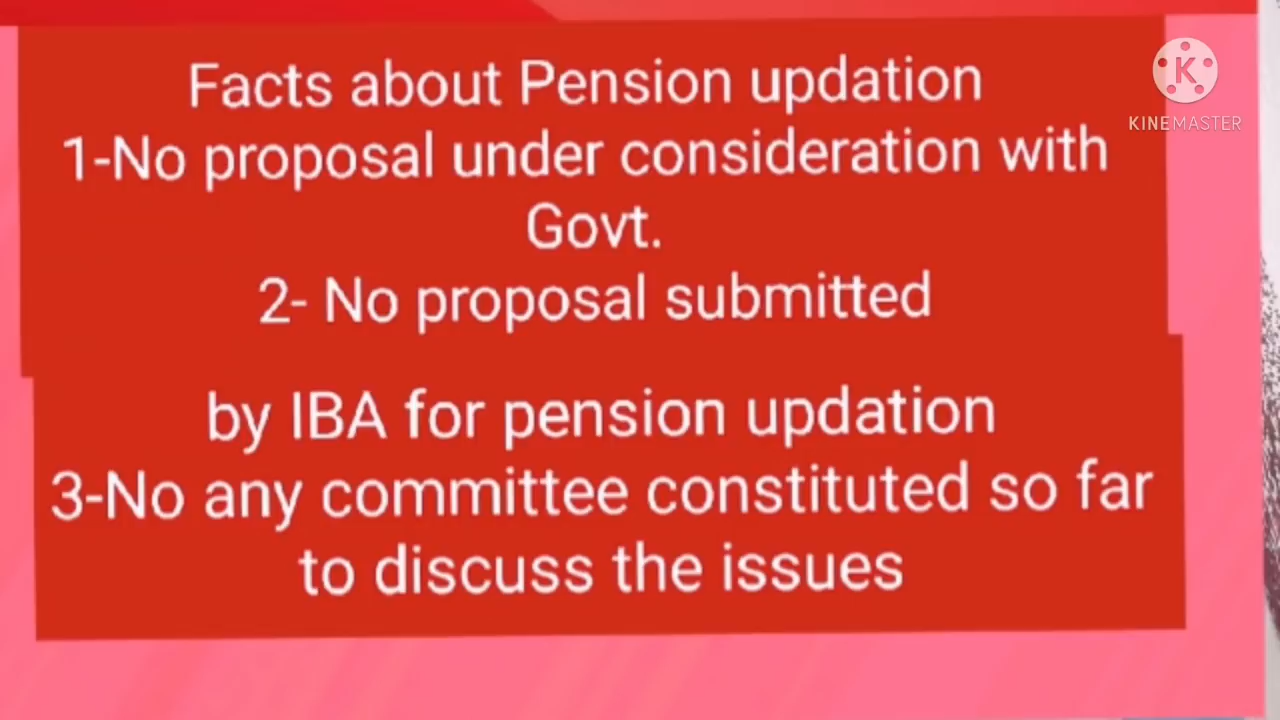 Facts about Pension updation
1-No proposal under consideration with
Govt.
2- No proposal submitted
by IBA for pension updation
3-No any committee constituted so far
to discuss the issues
K
KINEMASTER